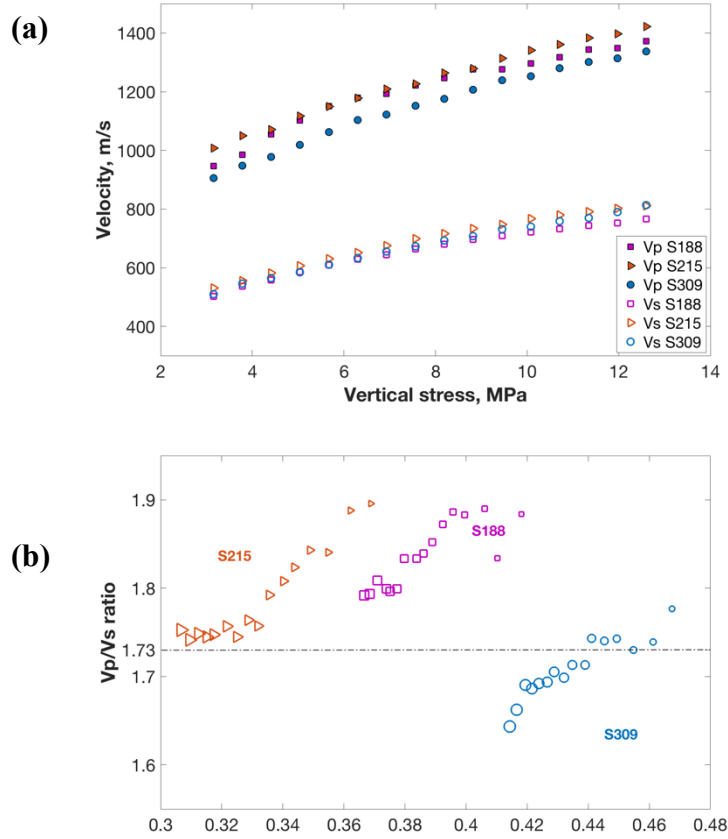 (a)
1400
1200
1000
800
600
400
Velocity, m/s
Vp S188
Vp S215
Vp S309
Vs S188
Vs S215
Vs S309
2 4 6 8 10 12 14
Vertical stress, MPa
(b)
1.9
1.8
1.73
1.7
1.6
Vp/Vs ratio
S215
S188
S309
0.3 0.32 0.34 0.36 0.38 0.4 0.42 0.44 0.46 0.48